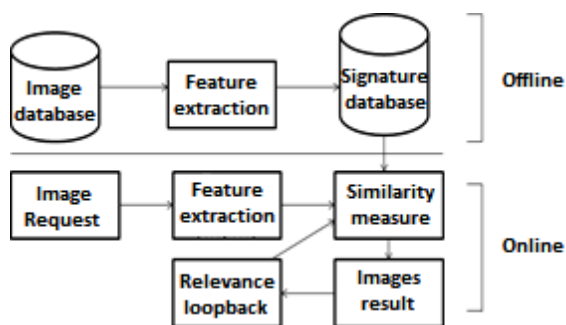 Image
database
Feature
extraction
Signature
database
Offline
Image
Request
Feature
extraction
Similarity
measure
Online
Relevance
loopback
Images
result